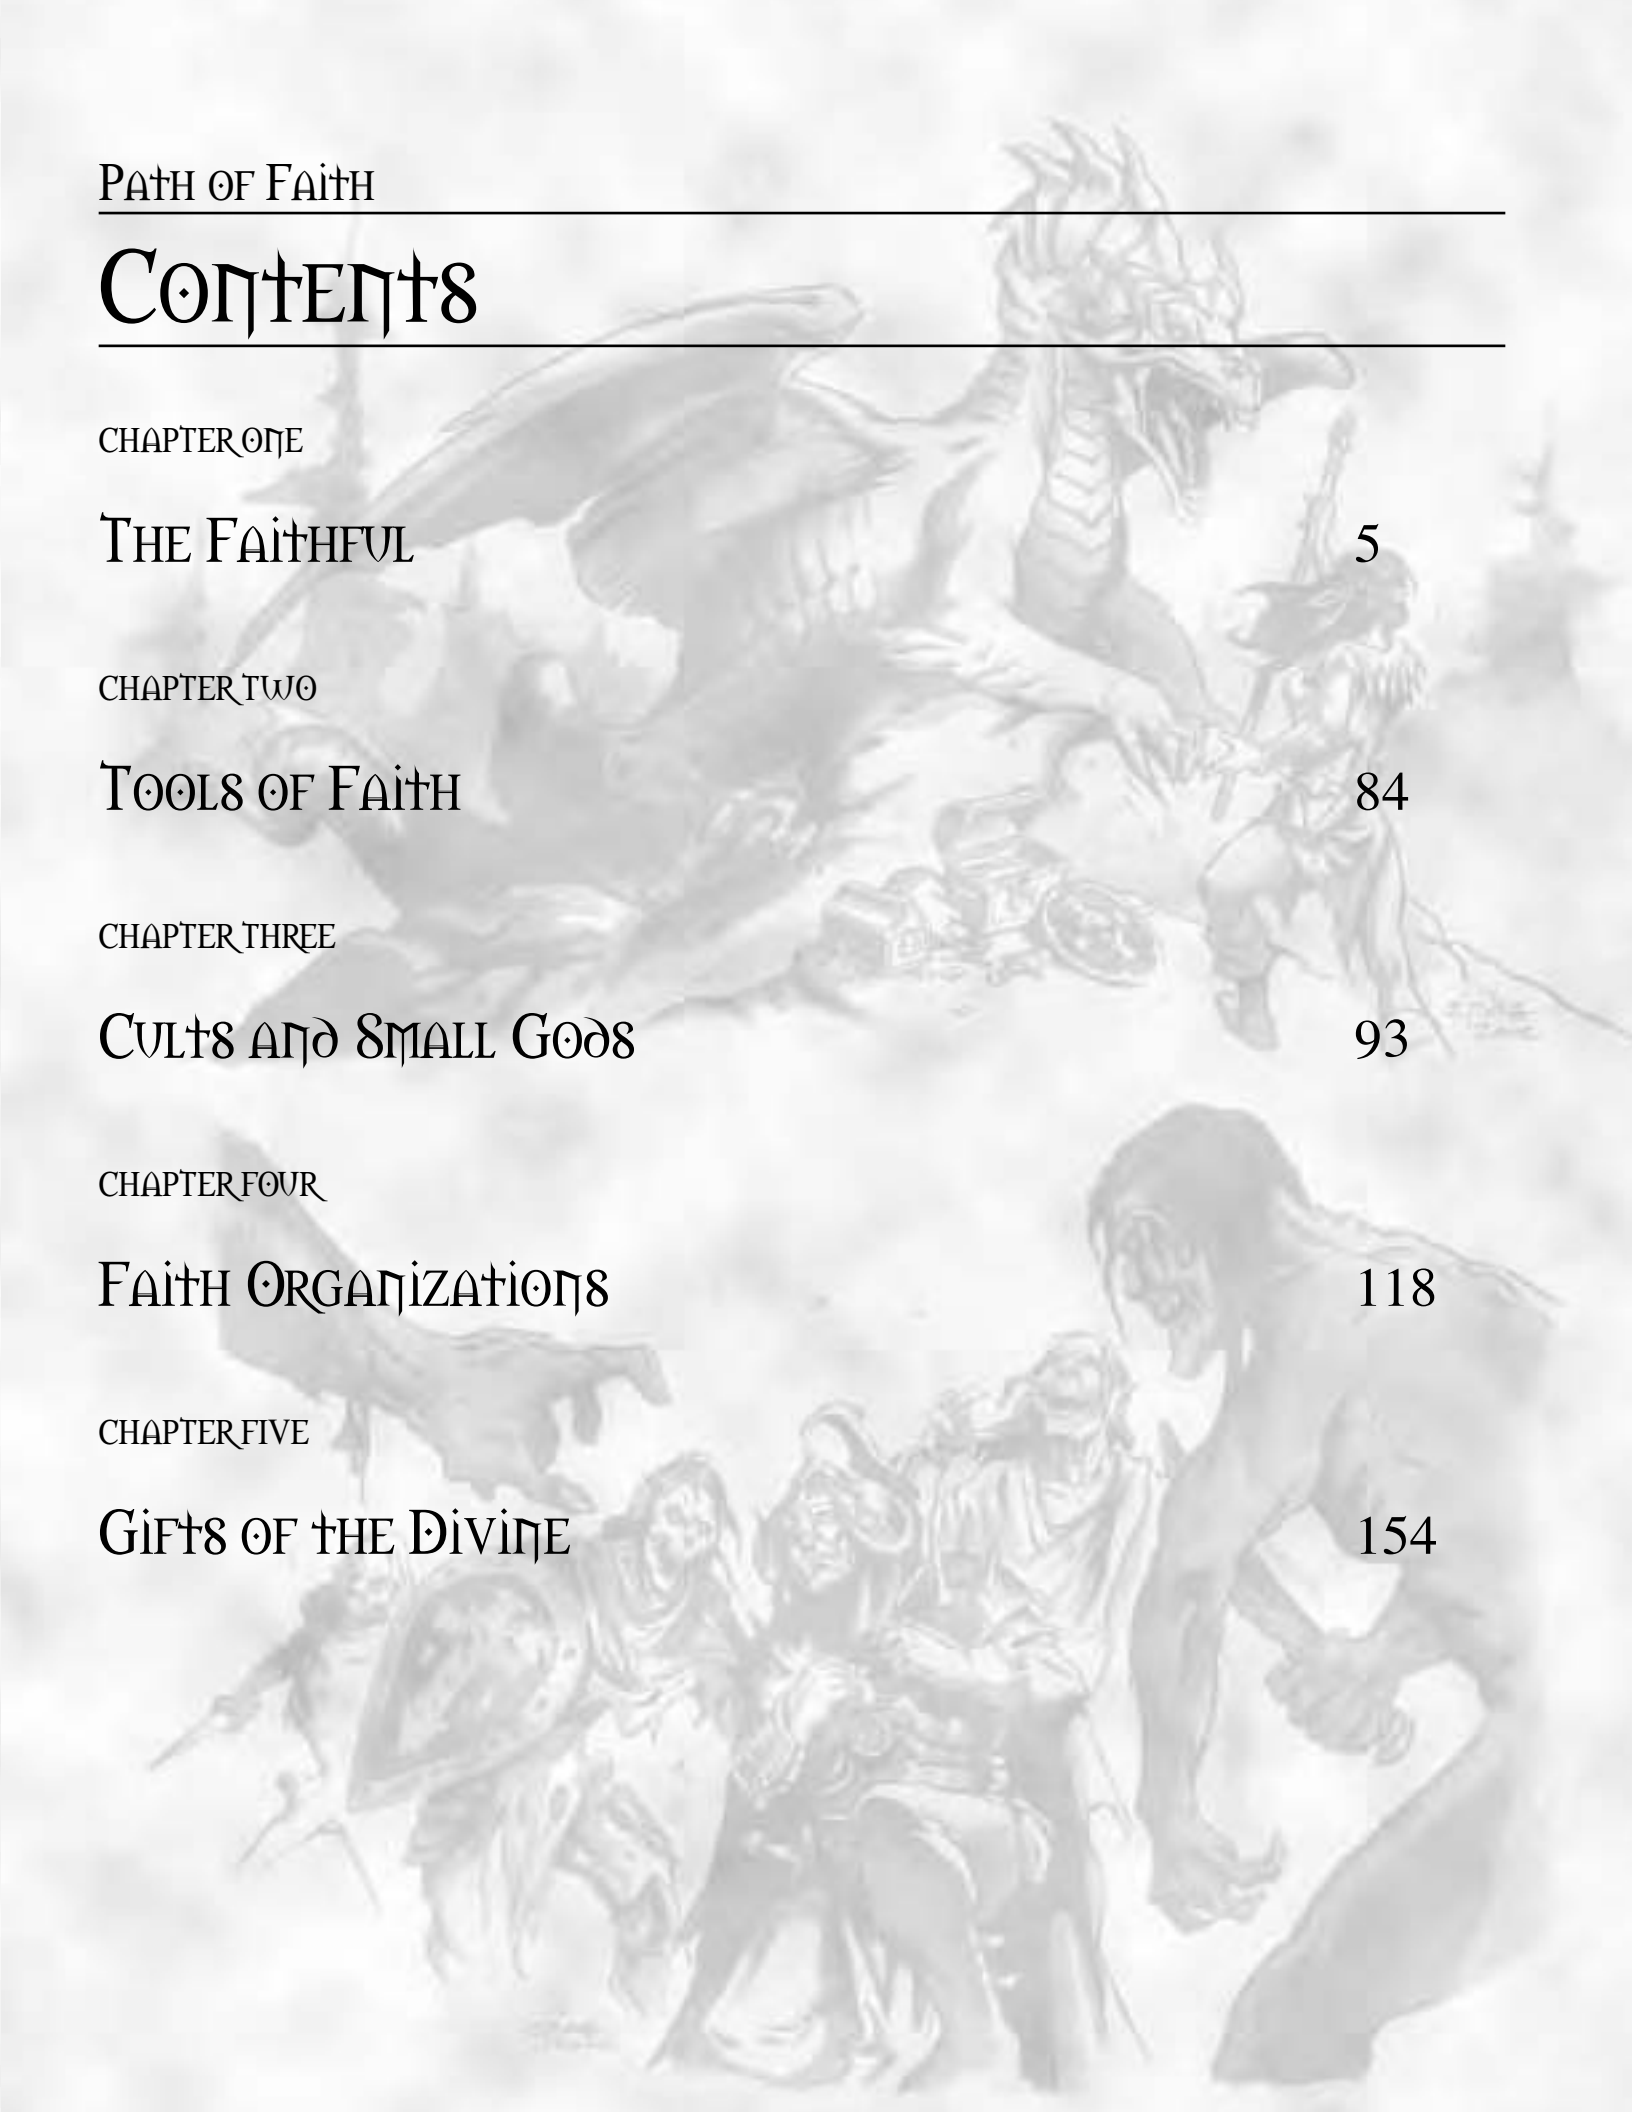 Path of Faith
Contents
CHAPTER ONE
The Faithful 5
CHAPTER TWO
Tools of Faith 84
CHAPTER THREE
Cults and Small Gods 93
CHAPTER FOUR
Faith Organizations 118
CHAPTER FIVE
Gifts of the Divine 154